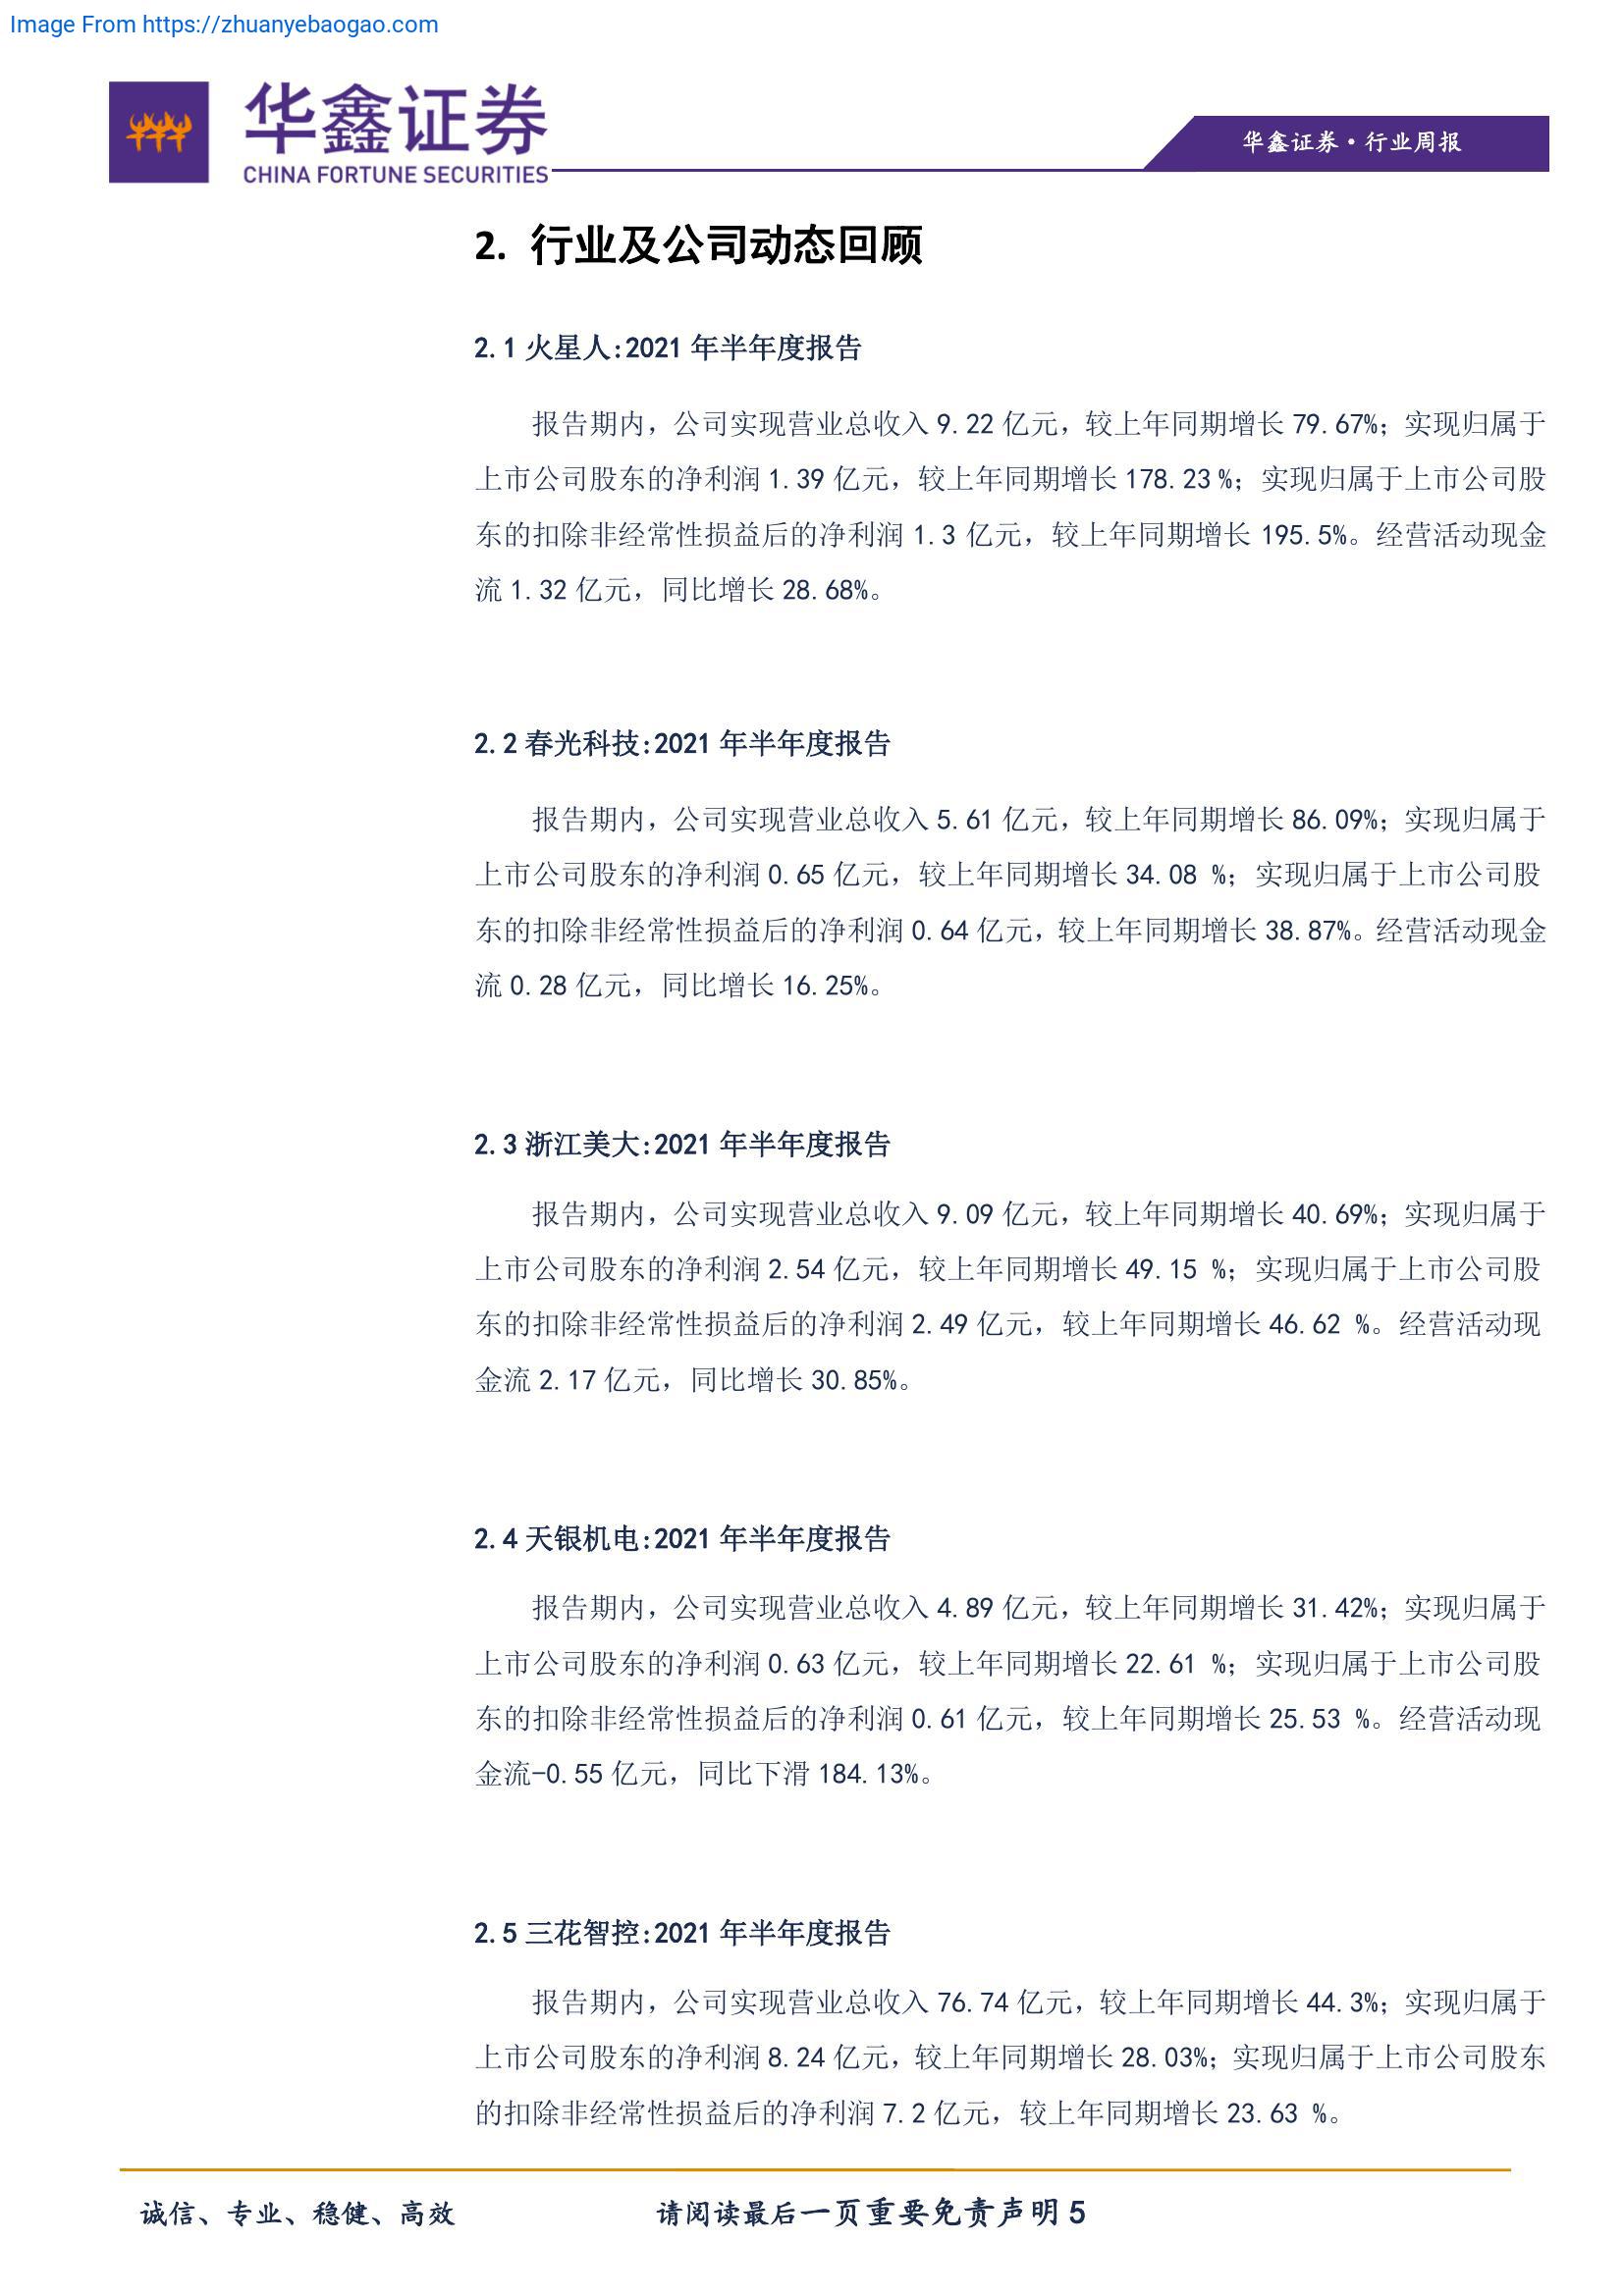 Image From https://zhuanyebaogao.com
华鑫证券
CHINA FORTUNE SECURITIES
华鑫证券·行业周报
2. 行业及公司动态回顾
2.1 火星人:2021 年半年度报告
报告期内，公司实现营业总收入 9.22 亿元，较上年同期增长 79.67%；实现归属于
上市公司股东的净利润 1.39 亿元，较上年同期增长 178.23 %；实现归属于上市公司股
东的扣除非经常性损益后的净利润 1.3 亿元，较上年同期增长 195.5%。经营活动现金
流 1.32 亿元，同比增长 28.68%。
2.2 春光科技:2021 年半年度报告
报告期内，公司实现营业总收入 5.61 亿元，较上年同期增长 86.09%；实现归属于
上市公司股东的净利润 0.65 亿元，较上年同期增长 34.08 %；实现归属于上市公司股
东的扣除非经常性损益后的净利润 0.64 亿元，较上年同期增长 38.87%。经营活动现金
流 0.28 亿元，同比增长 16.25%。
2.3 浙江美大:2021 年半年度报告
报告期内，公司实现营业总收入 9.09 亿元，较上年同期增长 40.69%；实现归属于
上市公司股东的净利润 2.54 亿元，较上年同期增长 49.15 %；实现归属于上市公司股
东的扣除非经常性损益后的净利润 2.49 亿元，较上年同期增长 46.62 %。经营活动现
金流 2.17 亿元，同比增长 30.85%。
2.4 天银机电:2021 年半年度报告
报告期内，公司实现营业总收入 4.89 亿元，较上年同期增长 31.42%；实现归属于
上市公司股东的净利润 0.63 亿元，较上年同期增长 22.61 %；实现归属于上市公司股
东的扣除非经常性损益后的净利润 0.61 亿元，较上年同期增长 25.53 %。经营活动现
金流-0.55 亿元，同比下滑 184.13%。
2.5 三花智控:2021 年半年度报告
报告期内，公司实现营业总收入 76.74 亿元，较上年同期增长 44.3%；实现归属于
上市公司股东的净利润 8.24 亿元，较上年同期增长 28.03%；实现归属于上市公司股东
的扣除非经常性损益后的净利润 7.2 亿元，较上年同期增长 23.63 %。
诚信、专业、稳健、高效 请阅读最后一页重要免责声明 5